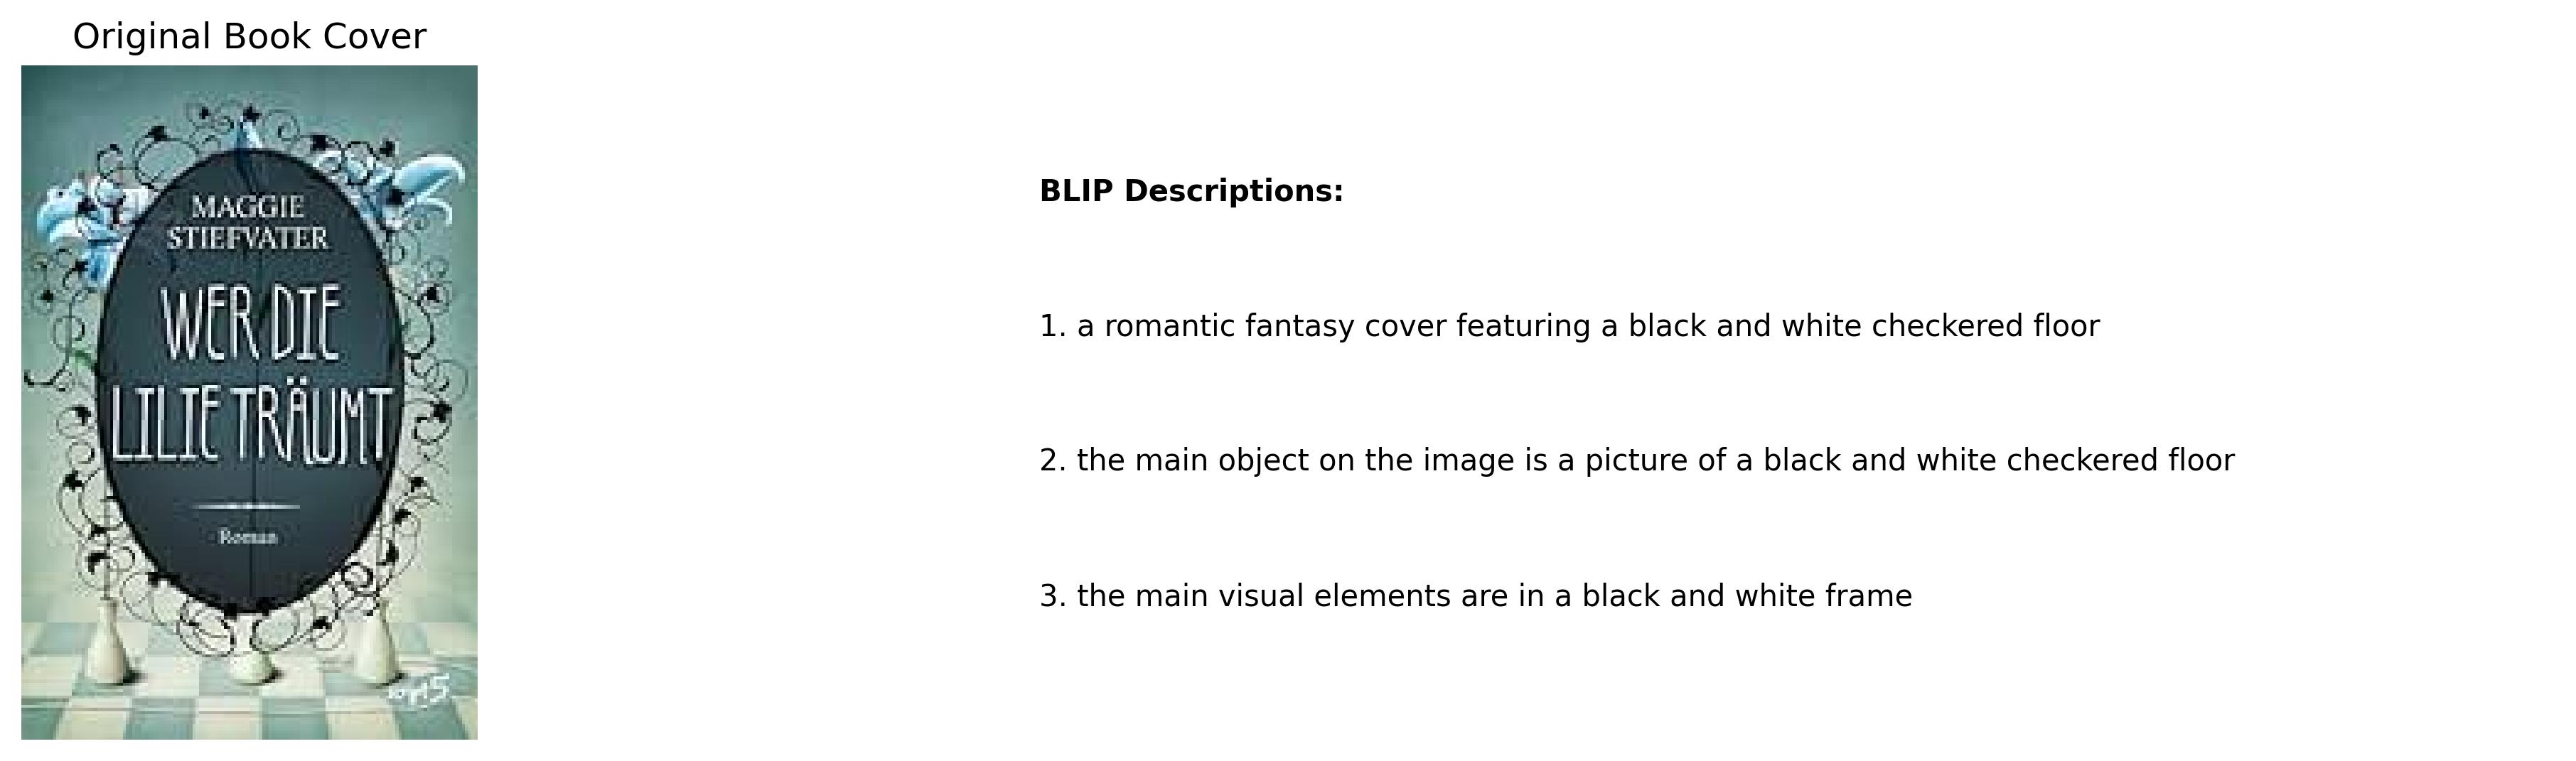 Original Book Cover
MAGGIE
STIEFVATER
WER DIE
LILIE TRÄUMT
Roman
BLIP Descriptions:
1. a romantic fantasy cover featuring a black and white checkered floor
2. the main object on the image is a picture of a black and white checkered floor
3. the main visual elements are in a black and white frame